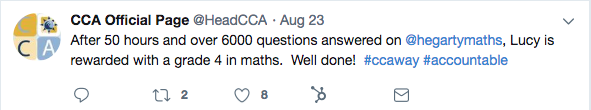 CCA Official Page @HeadCCA · Aug 23
After 50 hours and over 6000 questions answered on @hegartymaths, Lucy is
rewarded with a grade 4 in maths. Well done! #ccaway #accountable
2 8
C C A